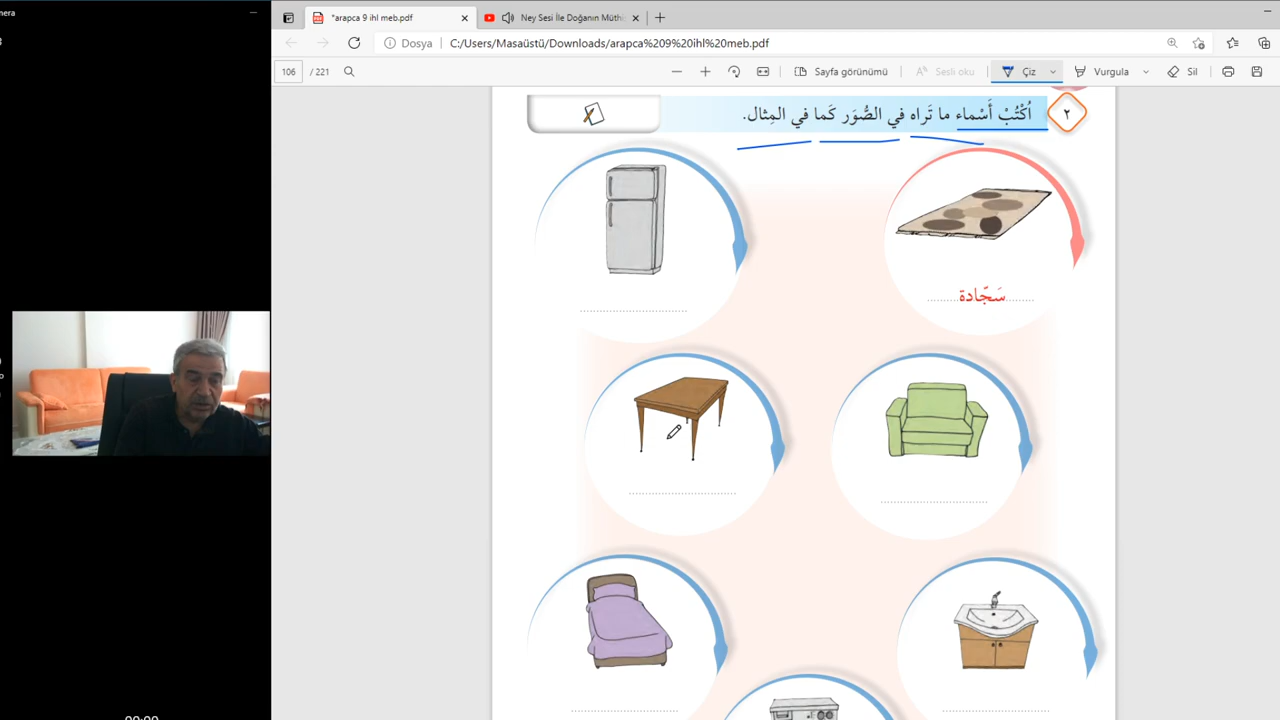 mera
*arapca 9 ihl meb.pdf
Ney Sesi İle Doğanın Müthi
Dosya
C:/Users/Masaüstü/Downloads/arapca%209%20ihl%20meb.pdf
106 / 221
Sayfa görünümü
Sesli oku
Çiz
Vurgula
Sil
٢
اُكْتُبْ أَسْماء ما تَراه في الصُّوَر كَما في المِثال.
سَجّادة